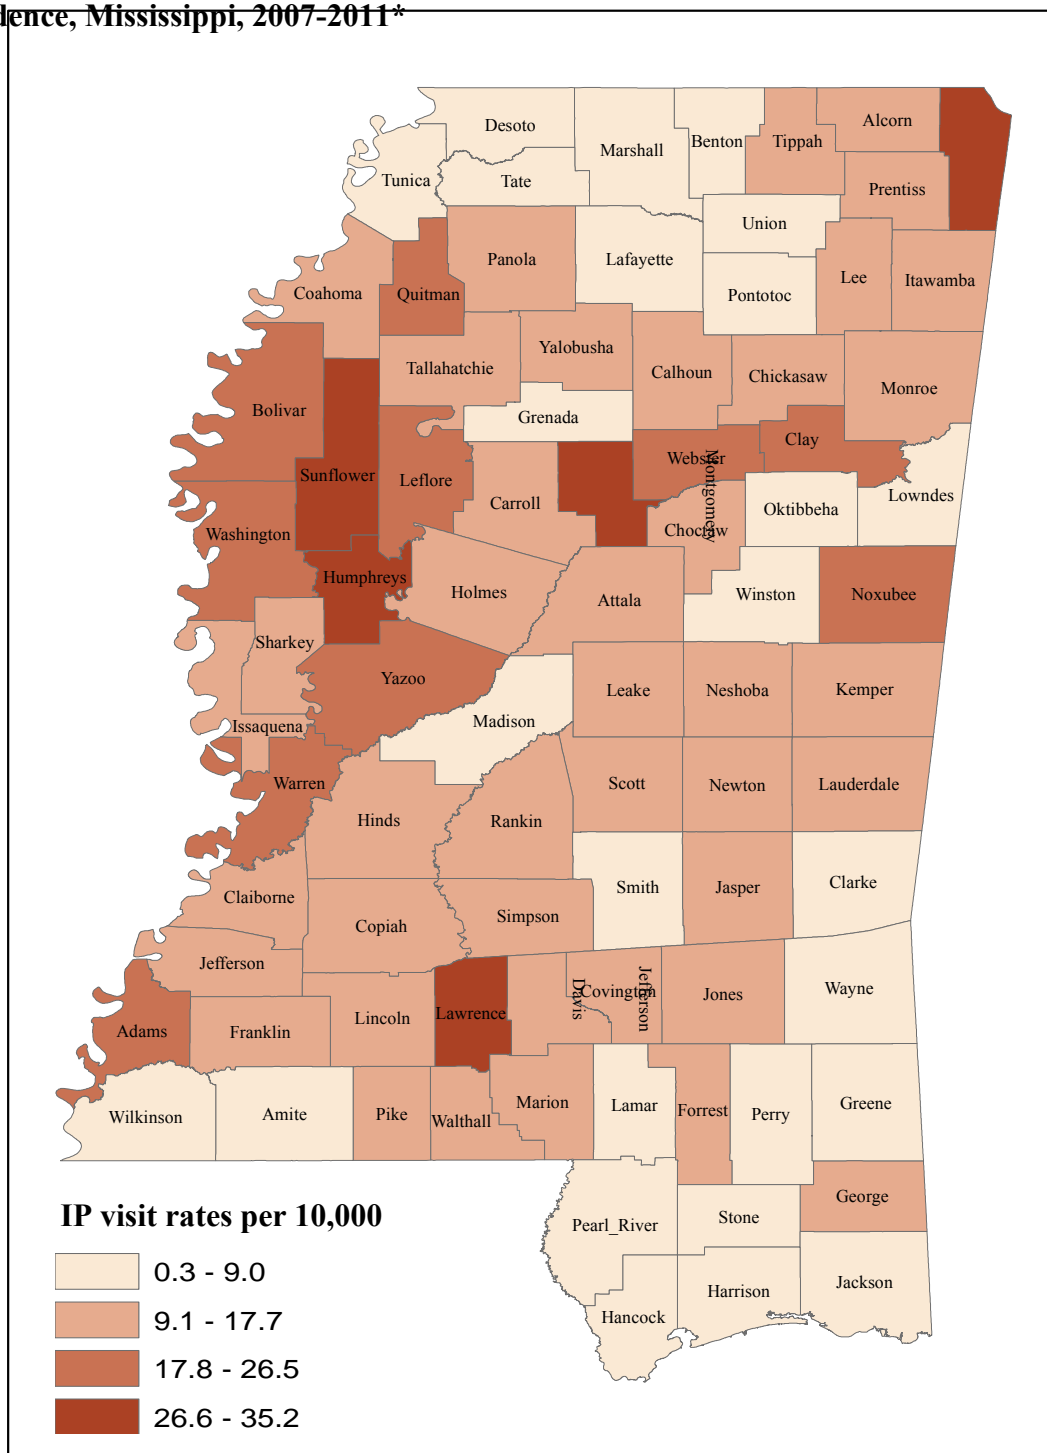 dence, Mississippi, 2007-2011*
Desoto
Marshall
Benton
Tippah
Alcorn
Tunica
Tate
Prentiss
Union
Panola
Lafayette
Coahoma
Quitman
Pontotoc
Lee
Itawamba
Tallahatchie
Yalobusha
Calhoun
Chickasaw
Monroe
Bolivar
Grenada
Clay
Sunflower
Leflore
Webster
Montgomery
Carroll
Lowndes
Oktibbeha
Washington
Choctaw
Humphreys
Holmes
Attala
Winston
Noxubee
Sharkey
Yazoo
Leake
Neshoba
Kemper
Issaquena
Madison
Warren
Scott
Newton
Lauderdale
Hinds
Rankin
Claiborne
Smith
Jasper
Clarke
Copiah
Simpson
Jefferson
Covington
Jefferson
Davis
Jones
Wayne
Adams
Franklin
Lincoln
Lawrence
Wilkinson
Amite
Pike
Walthall
Marion
Lamar
Forrest
Perry
Greene
George
Pearl_River
Stone
Jackson
Harrison
Hancock
IP visit rates per 10,000
0.3 - 9.0
9.1 - 17.7
17.8 - 26.5
26.6 - 35.2